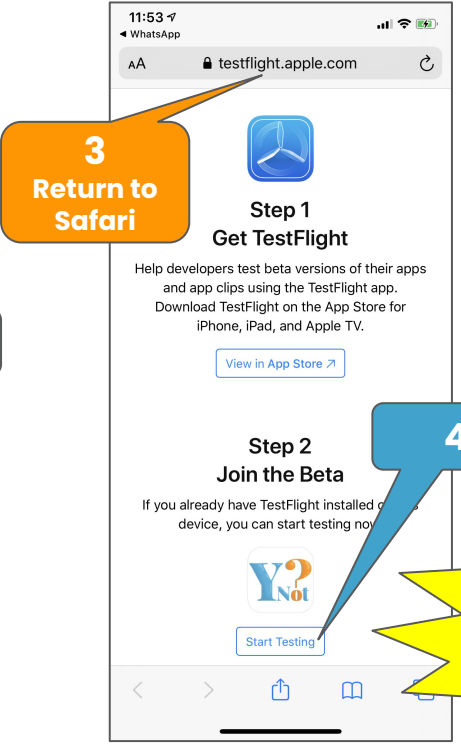 11:53
WhatsApp
AA testflight.apple.com
3
Return to
Safari
Step 1
Get TestFlight
Help developers test beta versions of their apps
and app clips using the TestFlight app.
Download TestFlight on the App Store for
iPhone, iPad, and Apple TV.
View in App Store
4
Step 2
Join the Beta
If you already have TestFlight installed
device, you can start testing
Y?
Not
Start Testing